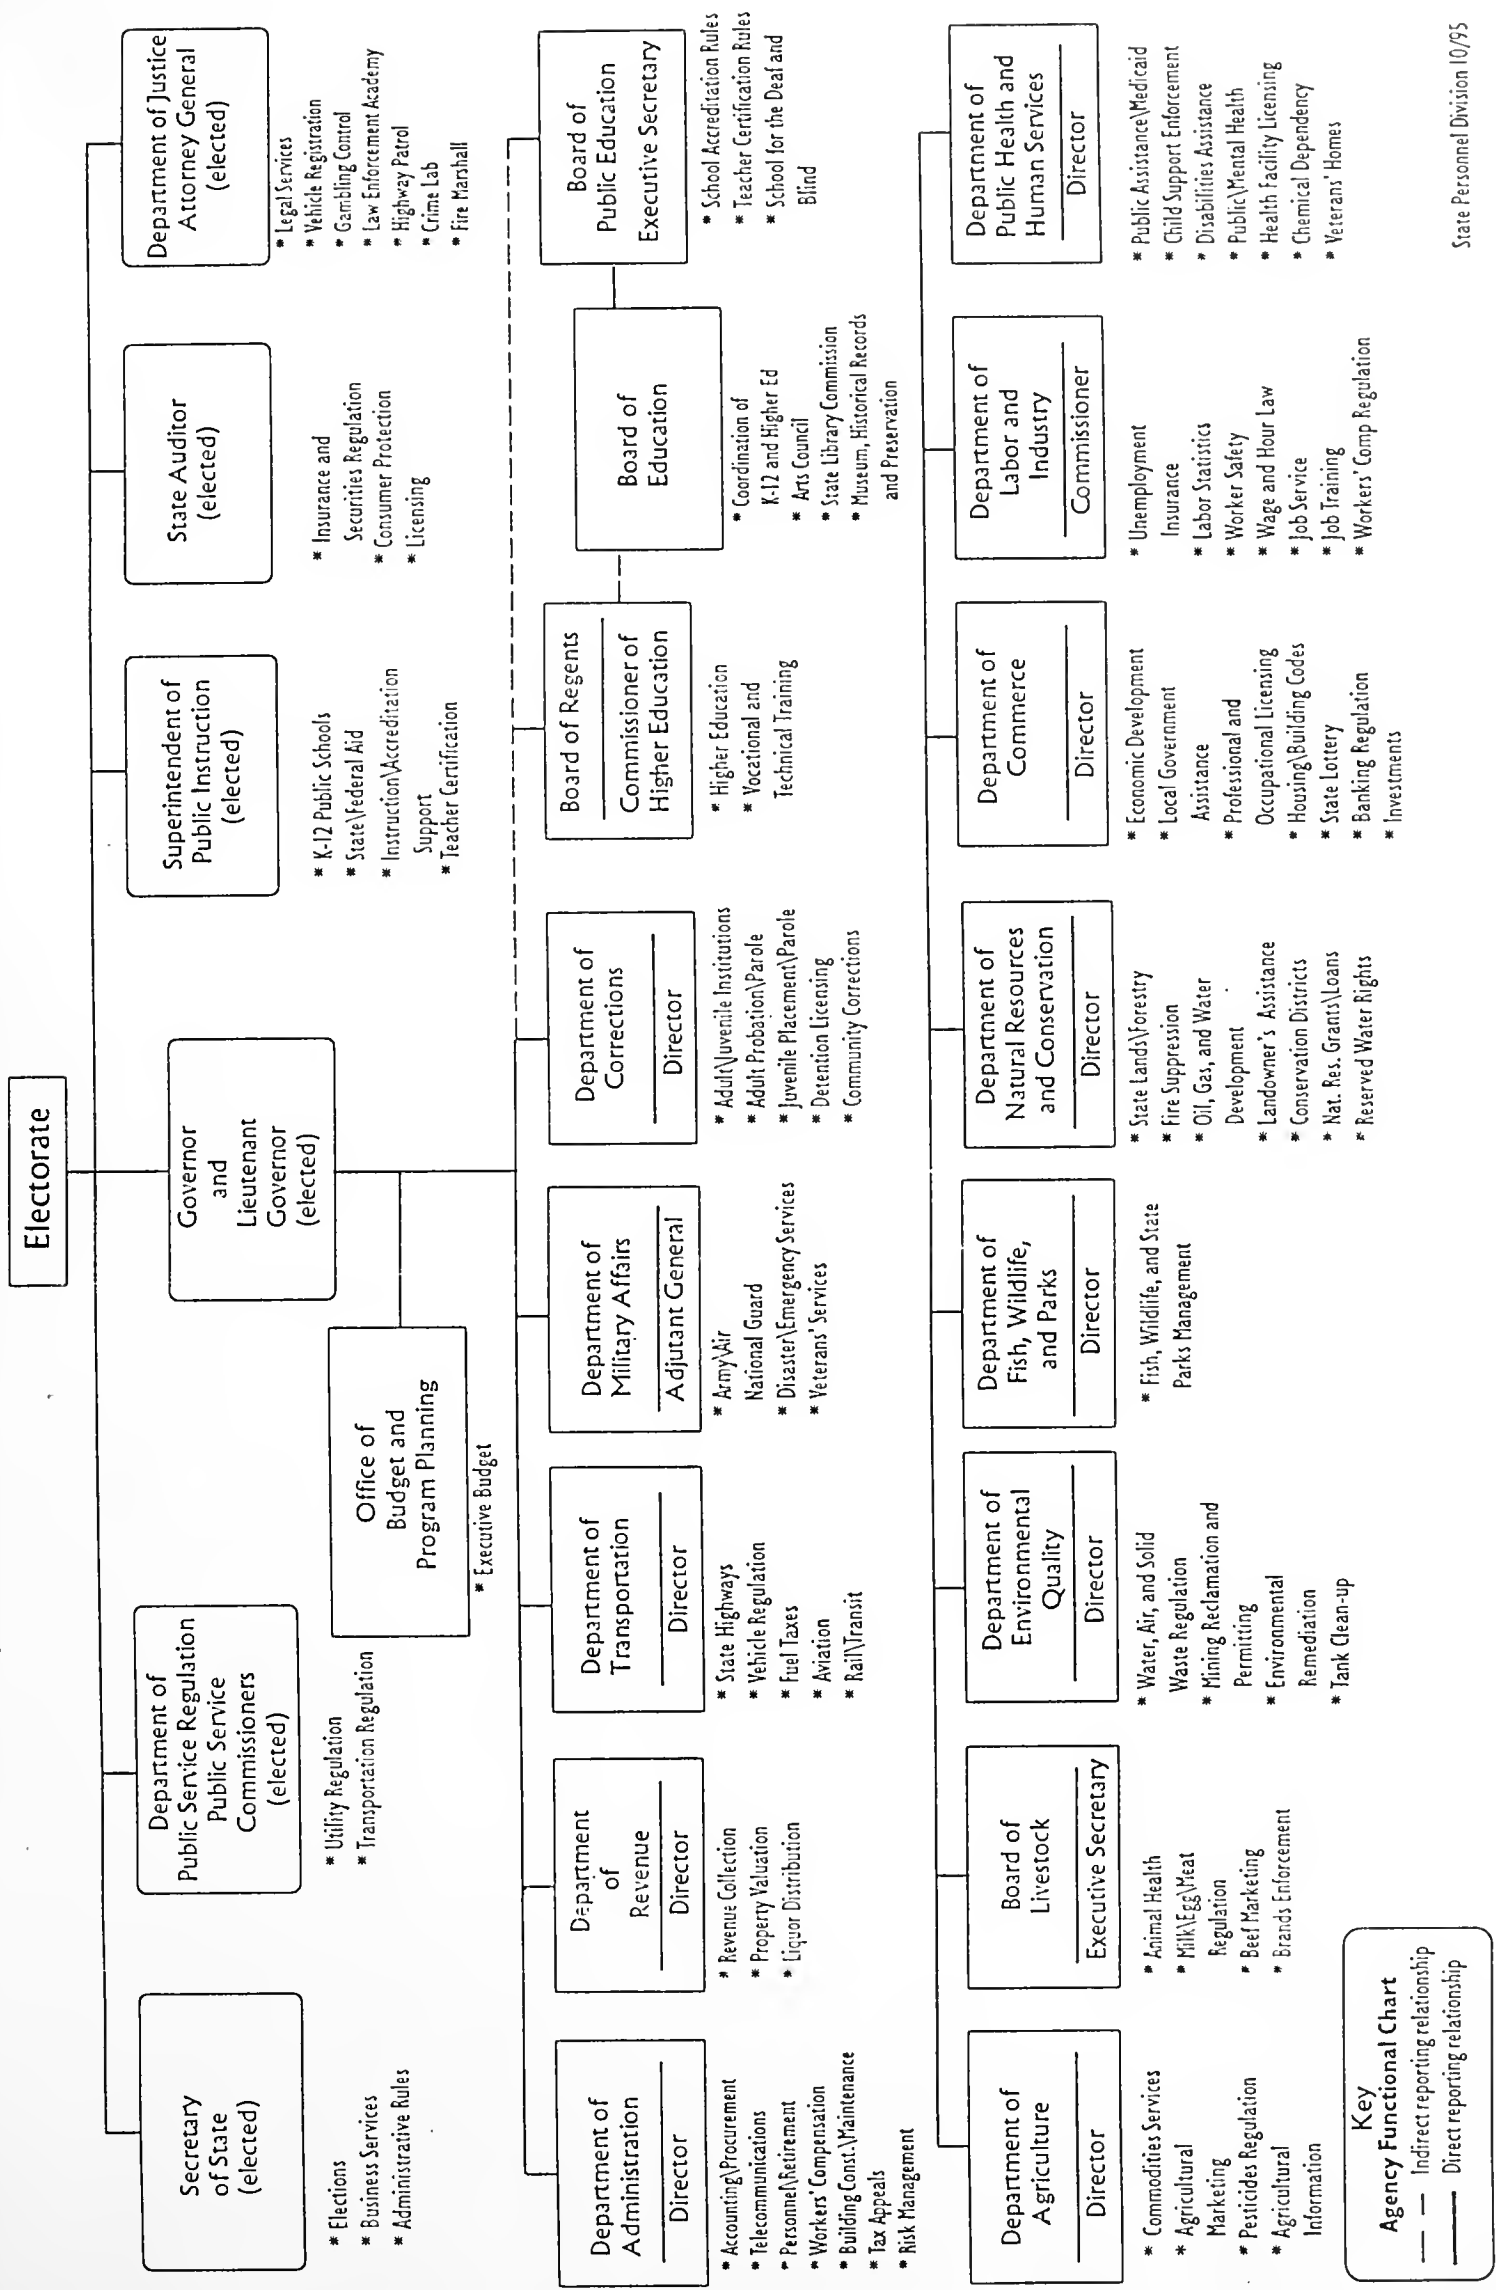 Electorate
Secretary
of State
(elected)
* Elections
* Business Services
* Administrative Rules
Department of
Public Service Regulation
Public Service
Commissioners
(elected)
* Utility Regulation
* Transportation Regulation
Governor
and
Lieutenant
Governor
(elected)
Office of
Budget and
Program Planning
* Executive Budget
Superintendent of
Public Instruction
(elected)
* K-12 Public Schools
* State\Federal Aid
* Instruction\Accreditation
Support
* Teacher Certification
State Auditor
(elected)
* Insurance and
Securities Regulation
* Consumer Protection
* Licensing
Department of Justice
Attorney General
(elected)
* Legal Services
* Vehicle Registration
* Gambling Control
* Law Enforcement Academy
* Highway Patrol
* Crime Lab
* Fire Marshall
Department of
Administration
Director
* Accounting\Procurement
* Telecommunications
* Personnel\Retirement
* Workers' Compensation
* Building Const.\Maintenance
* Tax Appeals
* Risk Management
Department
of
Revenue
Director
* Revenue Collection
* Property Valuation
* Liquor Distribution
Department of
Transportation
Director
* State Highways
* Vehicle Regulation
* Fuel Taxes
* Aviation
* Rail\Transit
Department of
Military Affairs
Adjutant General
* Army\Air
National Guard
* Disaster\Emergency Services
* Veterans' Services
Department of
Corrections
Director
* Adult\Juvenile Institutions
* Adult Probation\Parole
* Juvenile Placement\Parole
* Detention Licensing
* Community Corrections
Board of Regents
Commissioner of
Higher Education
* Higher Education
* Vocational and
Technical Training
Board of
Education
* Coordination of
K-12 and Higher Ed
* Arts Council
* State Library Commission
* Museum, Historical Records
and Preservation
Board of
Public Education
Executive Secretary
* School Accreditation Rules
* Teacher Certification Rules
* School for the Deaf and
Blind
Department of
Agriculture
Director
* Commodities Services
* Agricultural
Marketing
* Pesticides Regulation
* Agricultural
Information
Board of
Livestock
Executive Secretary
* Animal Health
* Milk\Egg\Meat
Regulation
* Beef Marketing
* Brands Enforcement
Department of
Environmental
Quality
Director
* Water, Air, and Solid
Waste Regulation
* Mining Reclamation and
Permitting
* Environmental
Remediation
* Tank Clean-up
Department of
Fish, Wildlife,
and Parks
Director
* Fish, Wildlife, and State
Parks Management
Department of
Natural Resources
and Conservation
Director
* State Lands\Forestry
* Fire Suppression
* Oil, Gas, and Water
Development
* Landowner's Assistance
* Conservation Districts
* Nat. Res. Grants\Loans
* Reserved Water Rights
Department of
Commerce
Director
* Economic Development
* Local Government
Assistance
* Professional and
Occupational Licensing
* Housing\Building Codes
* State Lottery
* Banking Regulation
* Investments
Department of
Labor and
Industry
Commissioner
* Unemployment
Insurance
* Labor Statistics
* Worker Safety
* Wage and Hour Law
* Job Service
* Job Training
* Workers' Comp Regulation
Department of
Public Health and
Human Services
Director
* Public Assistance\Medicaid
* Child Support Enforcement
* Disabilities Assistance
* Public\Mental Health
* Health Facility Licensing
* Chemical Dependency
* Veterans' Homes
Key
Agency Functional Chart
Indirect reporting relationship
Direct reporting relationship
State Personnel Division 10/95